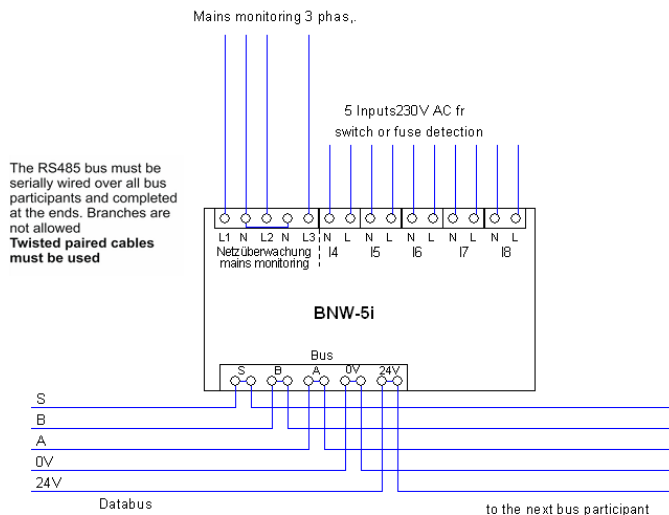 Mains monitoring 3 phas,.
5 Inputs230V AC fr
switch or fuse detection
The RS485 bus must be
serially wired over all bus
participants and completed
at the ends. Branches are
not allowed
Twisted paired cables
must be used
L1 N L2 N L3 N L N L N L N L N L
Netzüberwachung I4 I5 I6 I7 I8
mains monitoring
BNW-5i
Bus
S B A 0V 24V
S
B
A
0V
24V
Databus
to the next bus participant